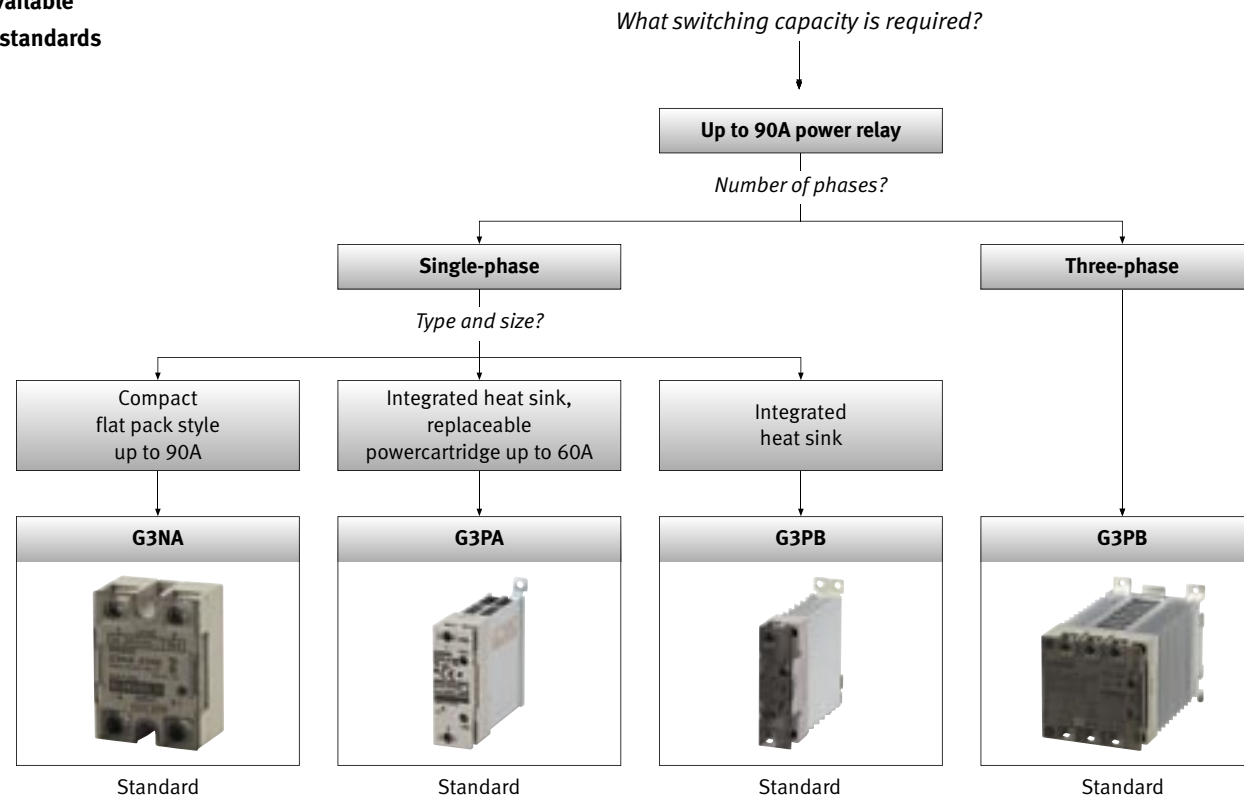 vailable
standards
What switching capacity is required?
Up to 90A power relay
Number of phases?
Single-phase
Three-phase
Type and size?
Compact
flat pack style
up to 90A
Integrated heat sink,
replaceable
powercartridge up to 60A
Integrated
heat sink
G3NA
G3PA
G3PB
G3PB
Standard
Standard
Standard
Standard